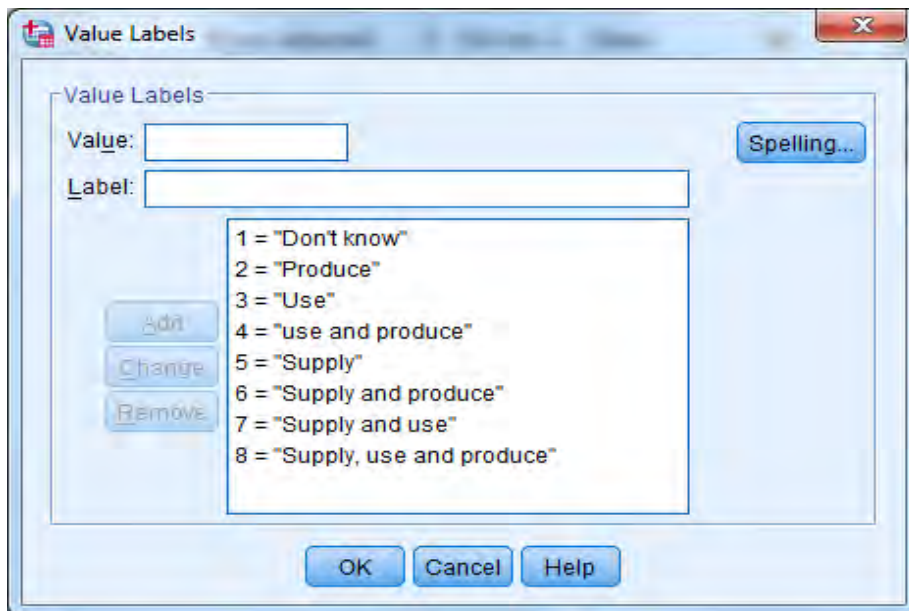 Value Labels
Value Labels
Value:
Spelling...
Label:
1 = "Don't know"
2 = "Produce"
3 = "Use"
4 = "use and produce"
5 = "Supply"
6 = "Supply and produce"
7 = "Supply and use"
8 = "Supply, use and produce"
Add
Change
Remove
OK Cancel Help